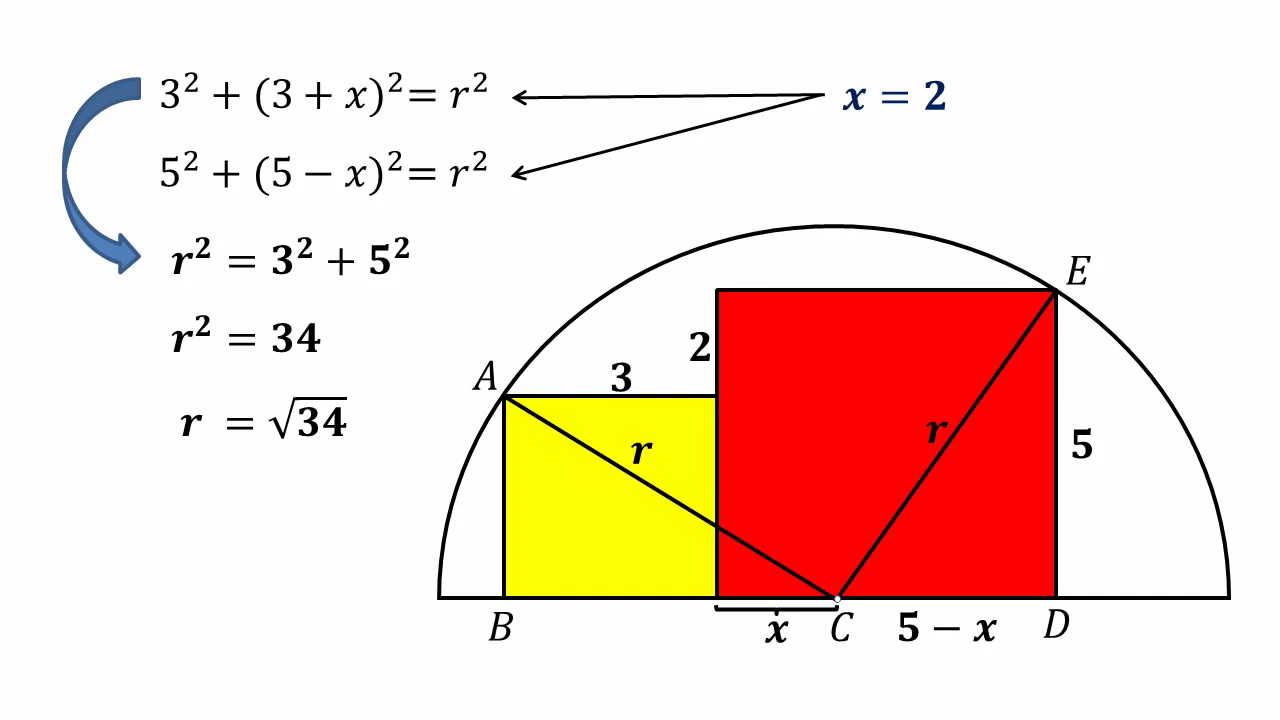 3² + (3 + x)² = r²
x = 2
5² + (5 − x)² = r²
r² = 3² + 5²
r² = 34
r = √34
E
2
A
3
r
r
5
B
x
C
5 − x
D